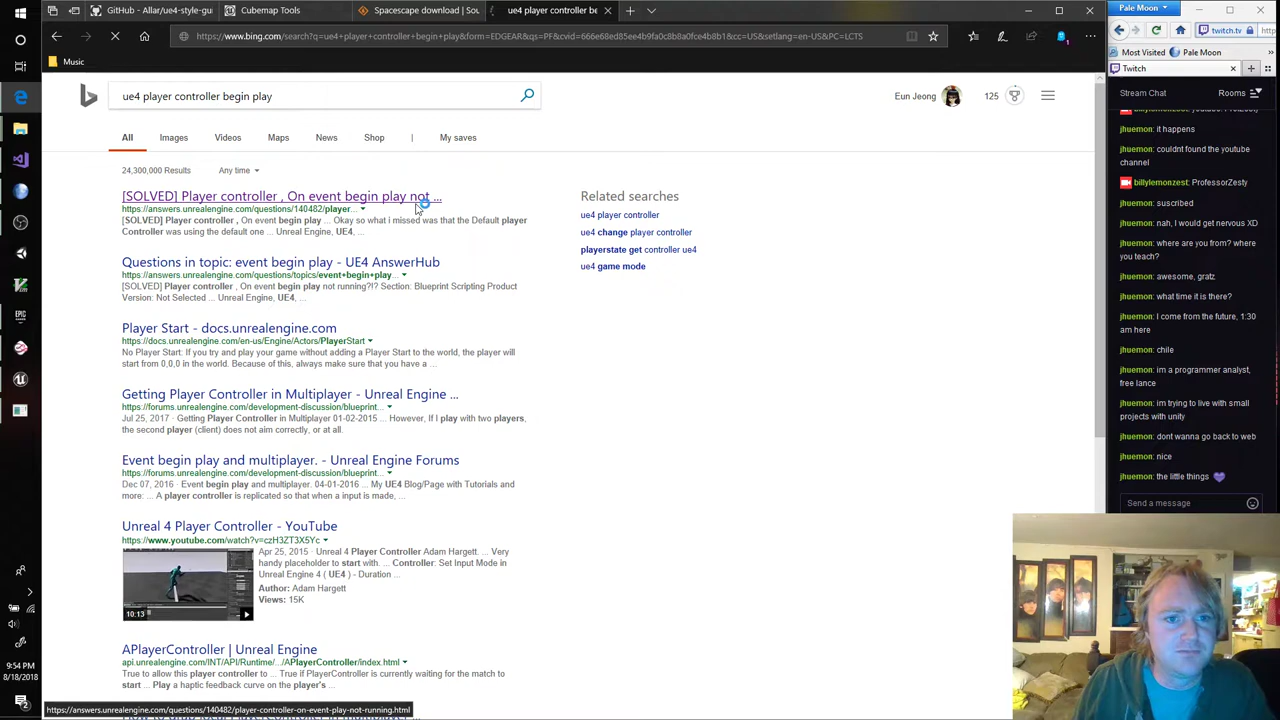 GitHub - Allar/ue4-style-gu
Cubemap Tools
Spacescape download | Sou
ue4 player controller be
https://www.bing.com/search?q=ue4+player+controller+begin+
Music
ue4 player controller begin play
Eun Jeong
125
All
Images
Videos
Maps
News
Shop
|
My saves
24,300,000 Results
Any time
[SOLVED] Player controller , On event begin play not ...
https://answers.unrealengine.com/questions/140482/player...
[SOLVED] Player controller , On event begin play not ... Okay so what i missed was that the Default player
Controller was using the default one ... Unreal Engine, UE4, ...
Questions in topic: event begin play - UE4 AnswerHub
https://answers.unrealengine.com/questions/topics/event+begin+play...
[SOLVED] Player controller , On event begin play not running?!? Section: Blueprint Scripting Product
Version: Not Selected ... Unreal Engine, UE4, ...
Player Start - docs.unrealengine.com
https://docs.unrealengine.com/en-us/Engine/Actors/PlayerStart
No Player Start: If you try and play your game without adding a Player Start to the world, the player will
start from 0,0,0 in the world. Because of this, always make sure that you have a ...
Getting Player Controller in Multiplayer - Unreal Engine ...
https://forums.unrealengine.com/development-discussion/blueprint...
Jul 25, 2017 · Getting Player Controller in Multiplayer 01-02-2015 ... However, If I play with two players,
the second player (client) does not aim correctly, or at all.
Event begin play and multiplayer. - Unreal Engine Forums
https://forums.unrealengine.com/development-discussion/blueprint...
Dec 07, 2016 · Event begin play and multiplayer. 04-01-2016 ... My UE4 Blog/Page with Tutorials and
more: ... A player controller is replicated so that when a input is made, ...
Unreal 4 Player Controller - YouTube
https://www.youtube.com/watch?v=czH3ZT3X5Yc
Apr 25, 2015 · Unreal 4 Player Controller Adam Hargett. ... Very
handy placeholder to start with. ... Controller: Set Input Mode in
Unreal Engine 4 ( UE4 ) - Duration ...
Author: Adam Hargett
Views: 15K
10:13
APlayerController | Unreal Engine
api.unrealengine.com/INT/API/Runtime/.../APlayerController/index.html
True to allow this player controller to ... True if PlayerController is currently waiting for the match to
start ... Play a haptic feedback curve on the player's ...
https://answers.unrealengine.com/questions/140482/player-controller-on-event-play-not-running.html
Related searches
ue4 player controller
ue4 change player controller
playerstate get controller ue4
ue4 game mode
EPIC
9:54 PM
8/18/2018
2
Pale Moon
twitch.tv
Most Visited
Pale Moon
Twitch
Stream Chat
Rooms
jhuemon: it happens
jhuemon: couldnt found the youtube
channel
billylemonzest: ProfessorZesty
jhuemon: suscribed
jhuemon: nah, I would get nervous XD
jhuemon: where are you from? where
you teach?
jhuemon: awesome, gratz
jhuemon: what time it is there?
jhuemon: I come from the future, 1:30
am here
jhuemon: chile
jhuemon: im a programmer analyst,
free lance
jhuemon: im trying to live with small
projects with unity
jhuemon: dont wanna go back to web
jhuemon: nice
jhuemon: the little things
Send a message